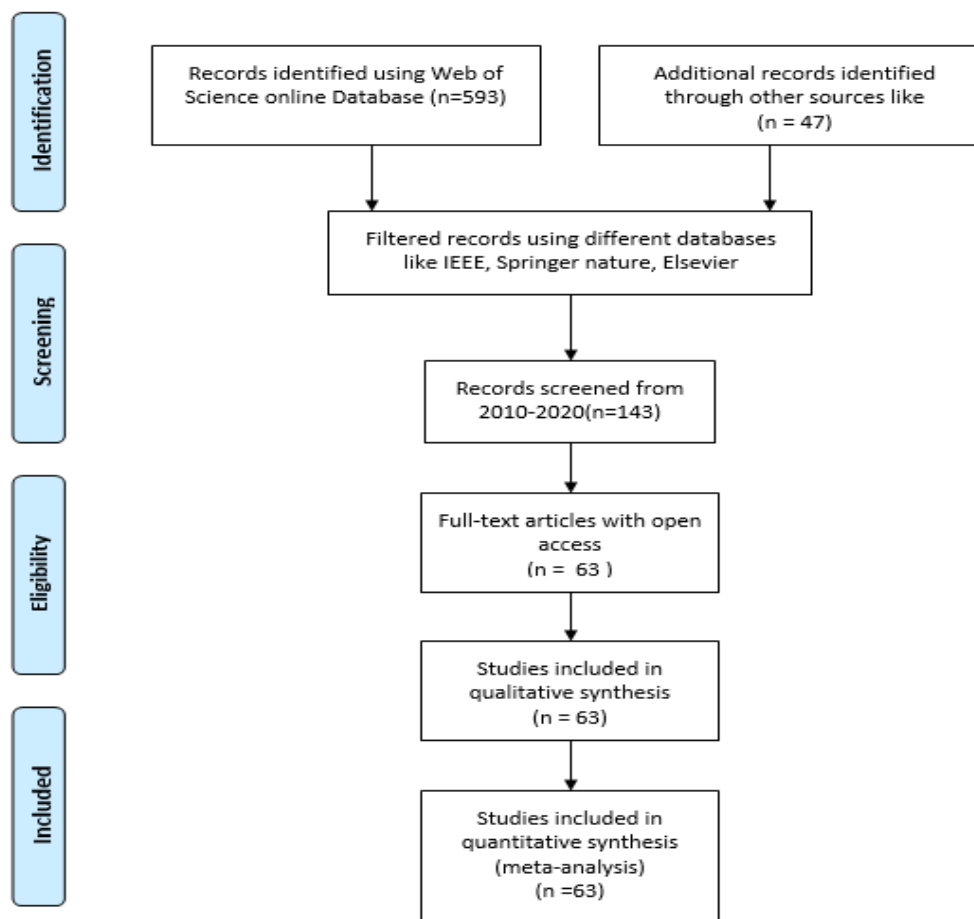 Identification
Records identified using Web of
Science online Database (n=593)
Additional records identified
through other sources like
(n = 47)
Filtered records using different databases
like IEEE, Springer nature, Elsevier
Screening
Records screened from
2010-2020(n=143)
Eligibility
Full-text articles with open
access
(n = 63 )
Studies included in
qualitative synthesis
(n = 63)
Included
Studies included in
quantitative synthesis
(meta-analysis)
(n =63)